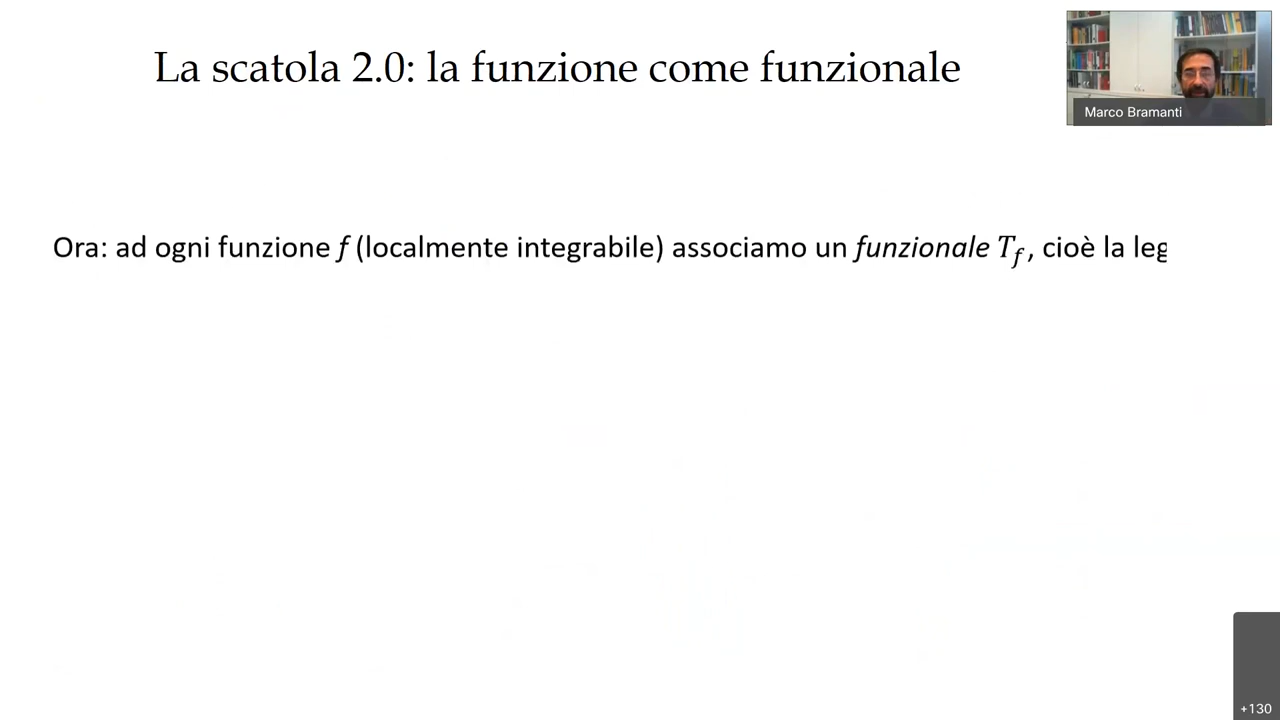 La scatola 2.0: la funzione come funzionale
Marco Bramanti
Ora: ad ogni funzione f (localmente integrabile) associamo un funzionale T_f, cioè la leg
+130